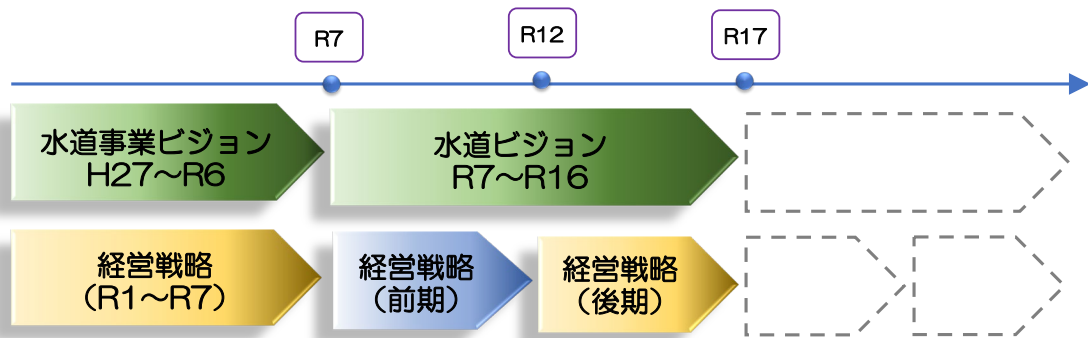 R7
R12
R17
水道事業ビジョン
H27～R6
水道ビジョン
R7～R16
経営戦略
（R1～R7）
経営戦略
（前期）
経営戦略
（後期）